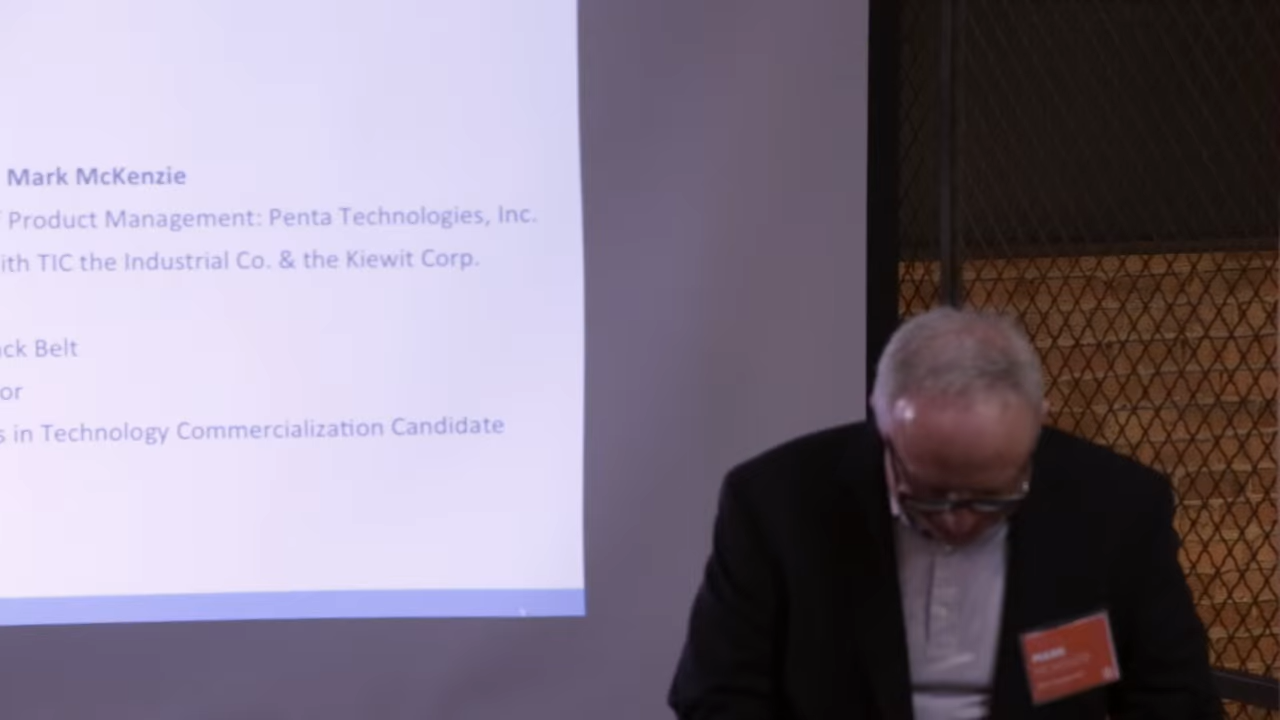 Mark McKenzie
Product Management: Penta Technologies, Inc.
ith TIC the Industrial Co. & the Kiewit Corp.
ck Belt
or
s in Technology Commercialization Candidate
MARK